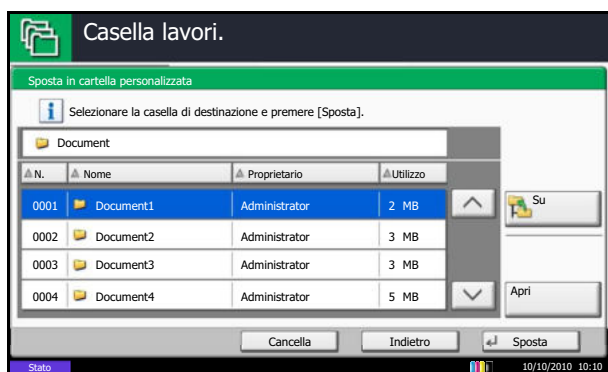 Casella lavori.
Sposta in cartella personalizzata
Selezionare la casella di destinazione e premere [Sposta].
Document
N. Nome Proprietario Utilizzo
0001 Document1 Administrator 2 MB
0002 Document2 Administrator 3 MB
0003 Document3 Administrator 3 MB
0004 Document4 Administrator 5 MB
Su
Apri
Cancella Indietro Sposta
Stato 10/10/2010 10:10